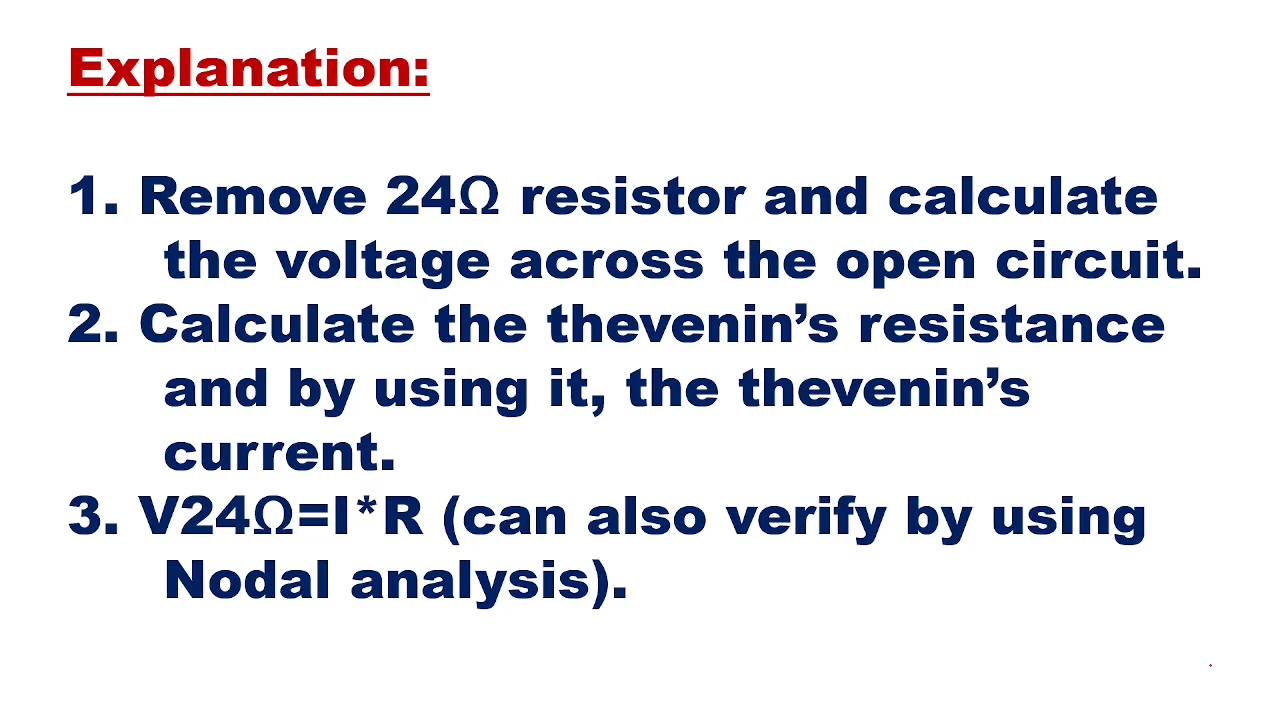 Explanation:
1. Remove 24Ω resistor and calculate
the voltage across the open circuit.
2. Calculate the thevenin’s resistance
and by using it, the thevenin’s
current.
3. V24Ω=I*R (can also verify by using
Nodal analysis).